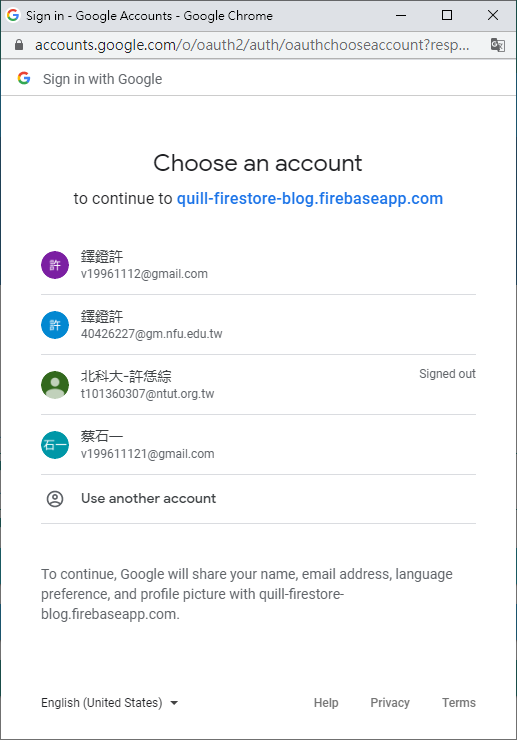 Sign in - Google Accounts - Google Chrome
accounts.google.com/o/oauth2/auth/oauthchooseaccount?resp...
Sign in with Google
Choose an account
to continue to quill-firestore-blog.firebaseapp.com
許
鐸鐙許
v19961112@gmail.com
許
鐸鐙許
40426227@gm.nfu.edu.tw
北科大-許恁綜
Signed out
t101360307@ntut.org.tw
石一
蔡石一
v199611121@gmail.com
Use another account
To continue, Google will share your name, email address, language
preference, and profile picture with quill-firestore-
blog.firebaseapp.com.
English (United States)
Help
Privacy
Terms